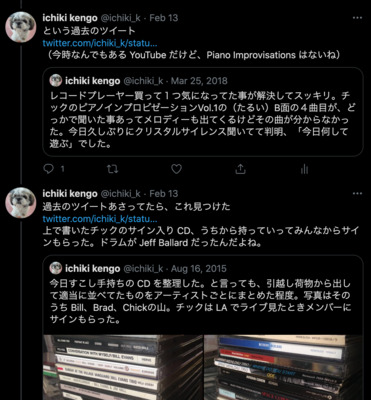 ichiki kengo @ichiki_k · Feb 13
という過去のツイート
twitter.com/ichiki_k/statu...
（今時なんでもある YouTube だけど、Piano Improvisations はないね）
ichiki kengo @ichiki_k · Mar 25, 2018
レコードプレーヤー買って１つ気になってた事が解決してスッキリ。チ
ックのピアノインプロビゼーションVol.1の（たるい）B面の４曲目が、ど
っかで聞いた事あってメロディーも出てくるけどその曲が分からなかっ
た。今日久しぶりにクリスタルサイレンス聞いてて判明、「今日何して
遊ぶ」でした。
1
ichiki kengo @ichiki_k · Feb 13
過去のツイートあさってたら、これ見つけた
twitter.com/ichiki_k/statu...
上で書いたチックのサイン入り CD、うちから持っていってみんなからサイ
ンもらった。ドラムが Jeff Ballard だったんだよね。
ichiki kengo @ichiki_k · Aug 16, 2015
今日すこし手持ちの CD を整理した。と言っても、引越し荷物から出し
て適当に並べてたものをアーティストごとにまとめた程度。写真はその
うち Bill、Brad、Chickの山。チックは LA でライブ見たときメンバーに
サインもらった。